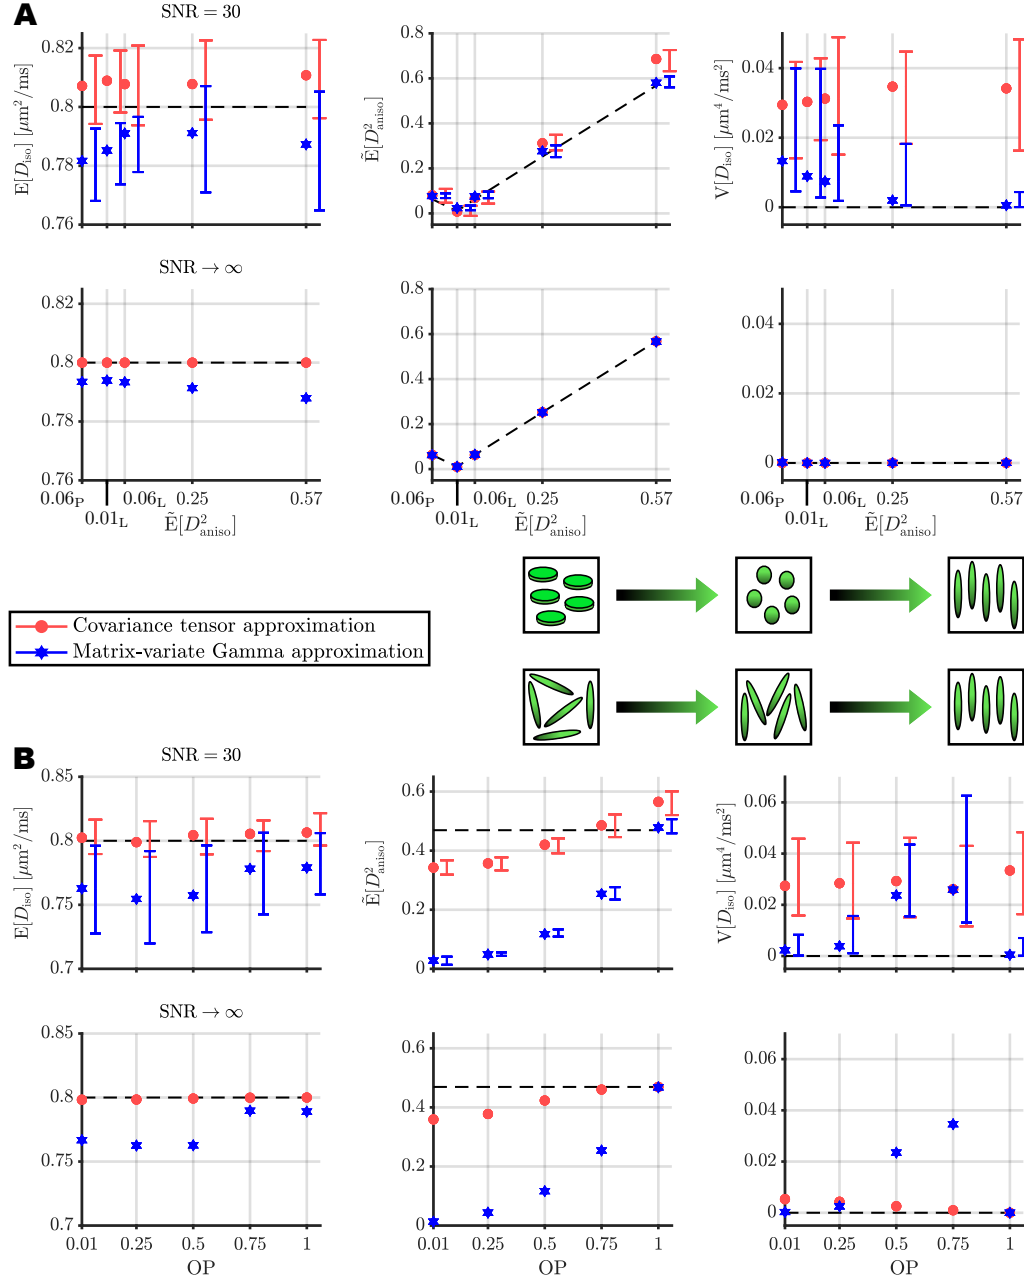 A
SNR = 30
E[D_iso] [μm²/ms]
0.82
0.8
0.78
0.76
Ẽ[D²_aniso]
0.8
0.6
0.4
0.2
0
V[D_iso] [μm⁴/ms²]
0.04
0.02
0
SNR → ∞
0.82
0.8
0.78
0.76
0.06_P 0.01_L 0.06_L 0.25 0.57
Ẽ[D²_aniso]
0.8
0.6
0.4
0.2
0
0.06_P 0.01_L 0.06_L 0.25 0.57
Ẽ[D²_aniso]
0.04
0.02
0
0.06_P 0.01_L 0.06_L 0.25 0.57
Ẽ[D²_aniso]
Covariance tensor approximation
Matrix-variate Gamma approximation
B
SNR = 30
E[D_iso] [μm²/ms]
0.85
0.8
0.75
0.7
Ẽ[D²_aniso]
0.6
0.4
0.2
0
V[D_iso] [μm⁴/ms²]
0.06
0.04
0.02
0
SNR → ∞
0.85
0.8
0.75
0.7
0.01 0.25 0.5 0.75 1
OP
0.6
0.4
0.2
0
0.01 0.25 0.5 0.75 1
OP
0.06
0.04
0.02
0
0.01 0.25 0.5 0.75 1
OP